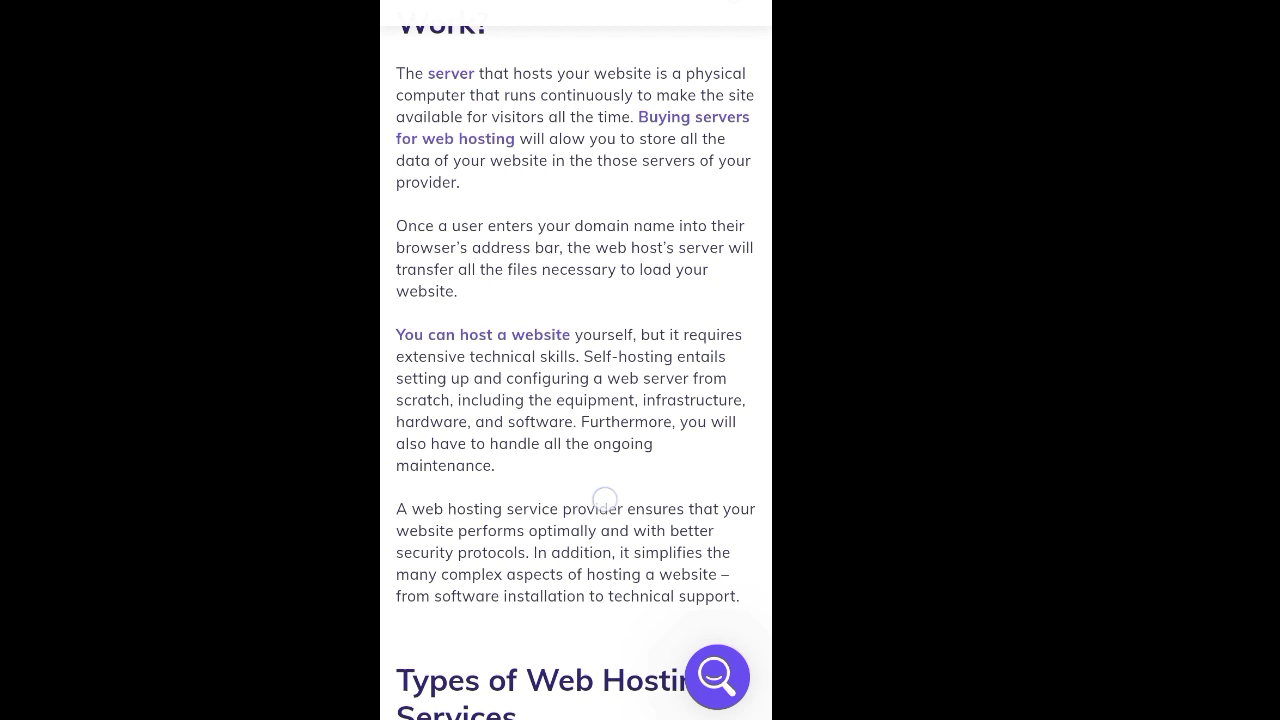 Work?
The server that hosts your website is a physical
computer that runs continuously to make the site
available for visitors all the time. Buying servers
for web hosting will alow you to store all the
data of your website in the those servers of your
provider.
Once a user enters your domain name into their
browser’s address bar, the web host’s server will
transfer all the files necessary to load your
website.
You can host a website yourself, but it requires
extensive technical skills. Self-hosting entails
setting up and configuring a web server from
scratch, including the equipment, infrastructure,
hardware, and software. Furthermore, you will
also have to handle all the ongoing
maintenance.
A web hosting service provider ensures that your
website performs optimally and with better
security protocols. In addition, it simplifies the
many complex aspects of hosting a website –
from software installation to technical support.
Types of Web Hosting
Services